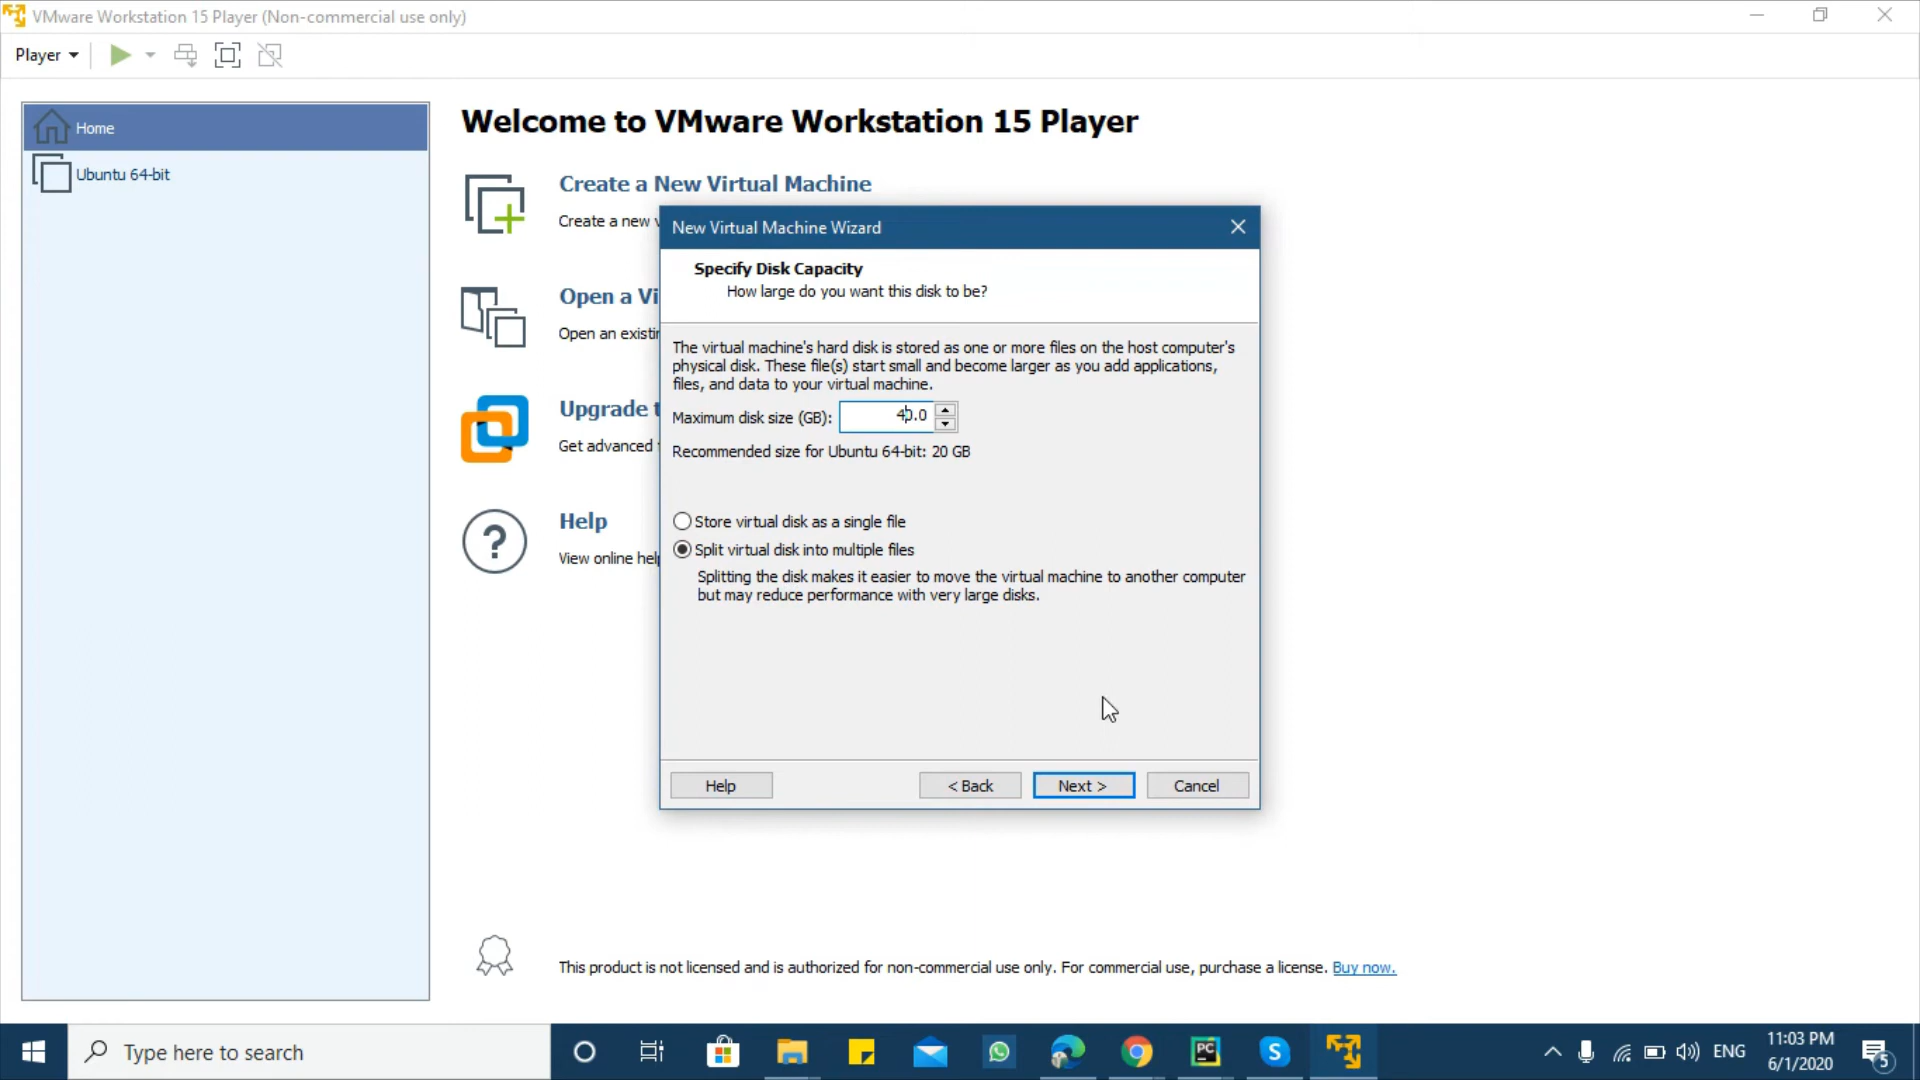 VMware Workstation 15 Player (Non-commercial use only)
Player
Home
Ubuntu 64-bit
Welcome to VMware Workstation 15 Player
Create a New Virtual Machine
Create a new v
Open a Vi
Open an existin
Upgrade t
Get advanced f
Help
View online help
New Virtual Machine Wizard
Specify Disk Capacity
How large do you want this disk to be?
The virtual machine's hard disk is stored as one or more files on the host computer's
physical disk. These file(s) start small and become larger as you add applications,
files, and data to your virtual machine.
Maximum disk size (GB): 40.0
Recommended size for Ubuntu 64-bit: 20 GB
Store virtual disk as a single file
Split virtual disk into multiple files
Splitting the disk makes it easier to move the virtual machine to another computer
but may reduce performance with very large disks.
Help < Back Next > Cancel
This product is not licensed and is authorized for non-commercial use only. For commercial use, purchase a license. Buy now.
Type here to search
PC
S
ENG
11:03 PM
6/1/2020
5